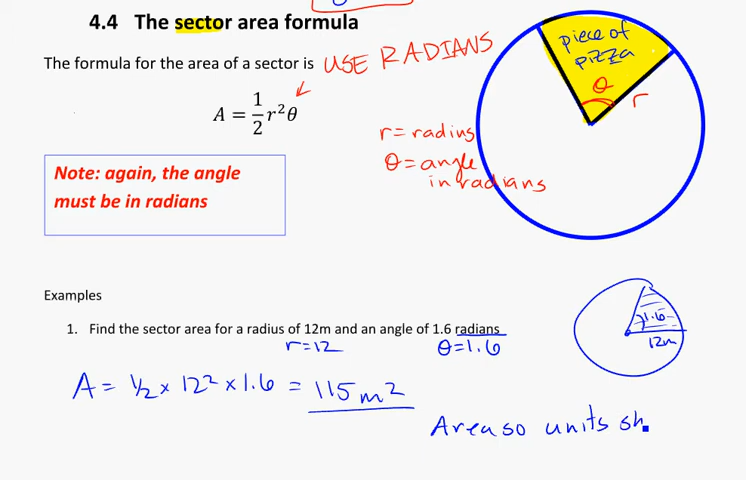 4.4 The sector area formula
The formula for the area of a sector is USE RADIANS
A = 1/2 r²θ
Note: again, the angle
must be in radians
piece of
pizza
θ
r
r = radius
θ = angle
in radians
Examples
1. Find the sector area for a radius of 12m and an angle of 1.6 radians
r=12 θ=1.6
1.6
12m
A = 1/2 × 12² × 1.6 = 115 m²
Area so units sh